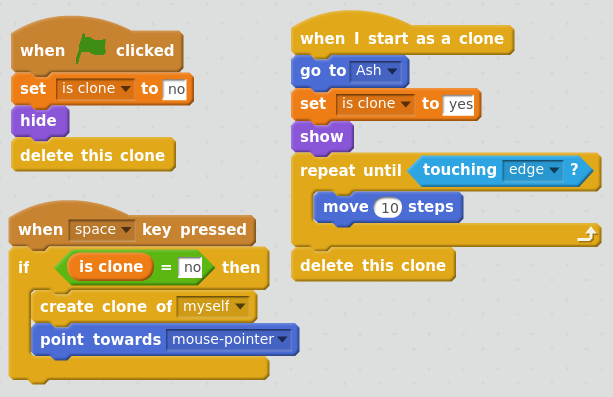 when clicked
set is clone to no
hide
delete this clone
when space key pressed
if is clone = no then
create clone of myself
point towards mouse-pointer
when I start as a clone
go to Ash
set is clone to yes
show
repeat until touching edge ?
move 10 steps
delete this clone